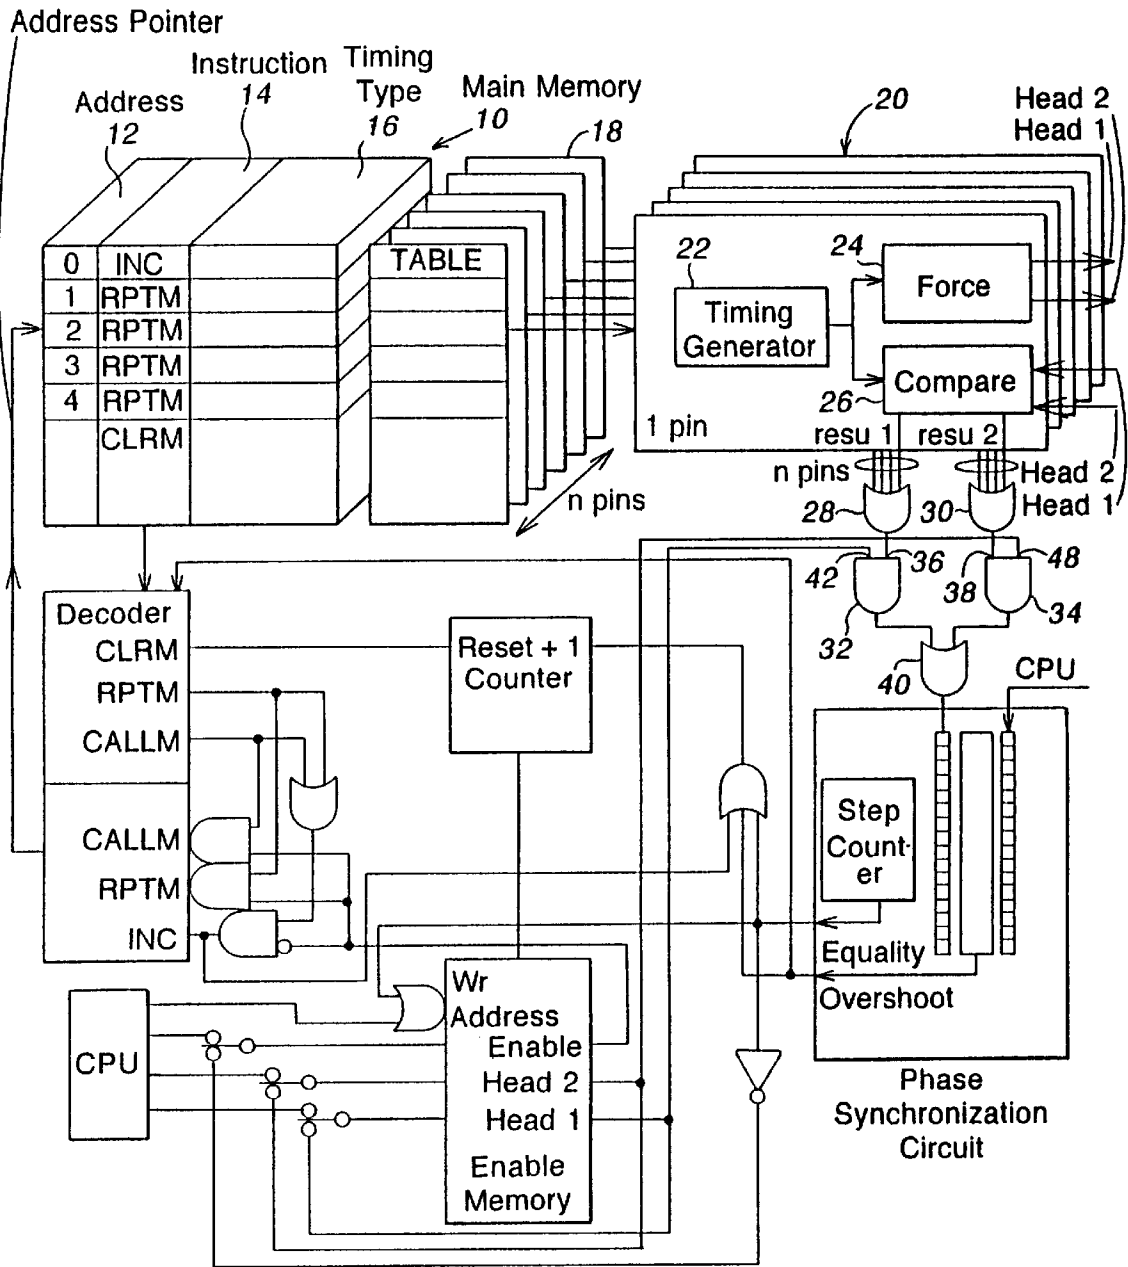 Address Pointer
Address
12
Instruction
14
Timing
Type
16
Main Memory
10
18
20
Head 2
Head 1
0 INC
1 RPTM
2 RPTM
3 RPTM
4 RPTM
CLRM
TABLE
n pins
22
Timing
Generator
24
Force
26
Compare
1 pin
resu 1
resu 2
n pins
Head 2
Head 1
28
30
42
36
38
48
32
34
40
CPU
Decoder
CLRM
RPTM
CALLM
CALLM
RPTM
INC
Reset + 1
Counter
Step
Count-
er
Equality
Overshoot
Phase
Synchronization
Circuit
CPU
Wr
Address
Enable
Head 2
Head 1
Enable
Memory